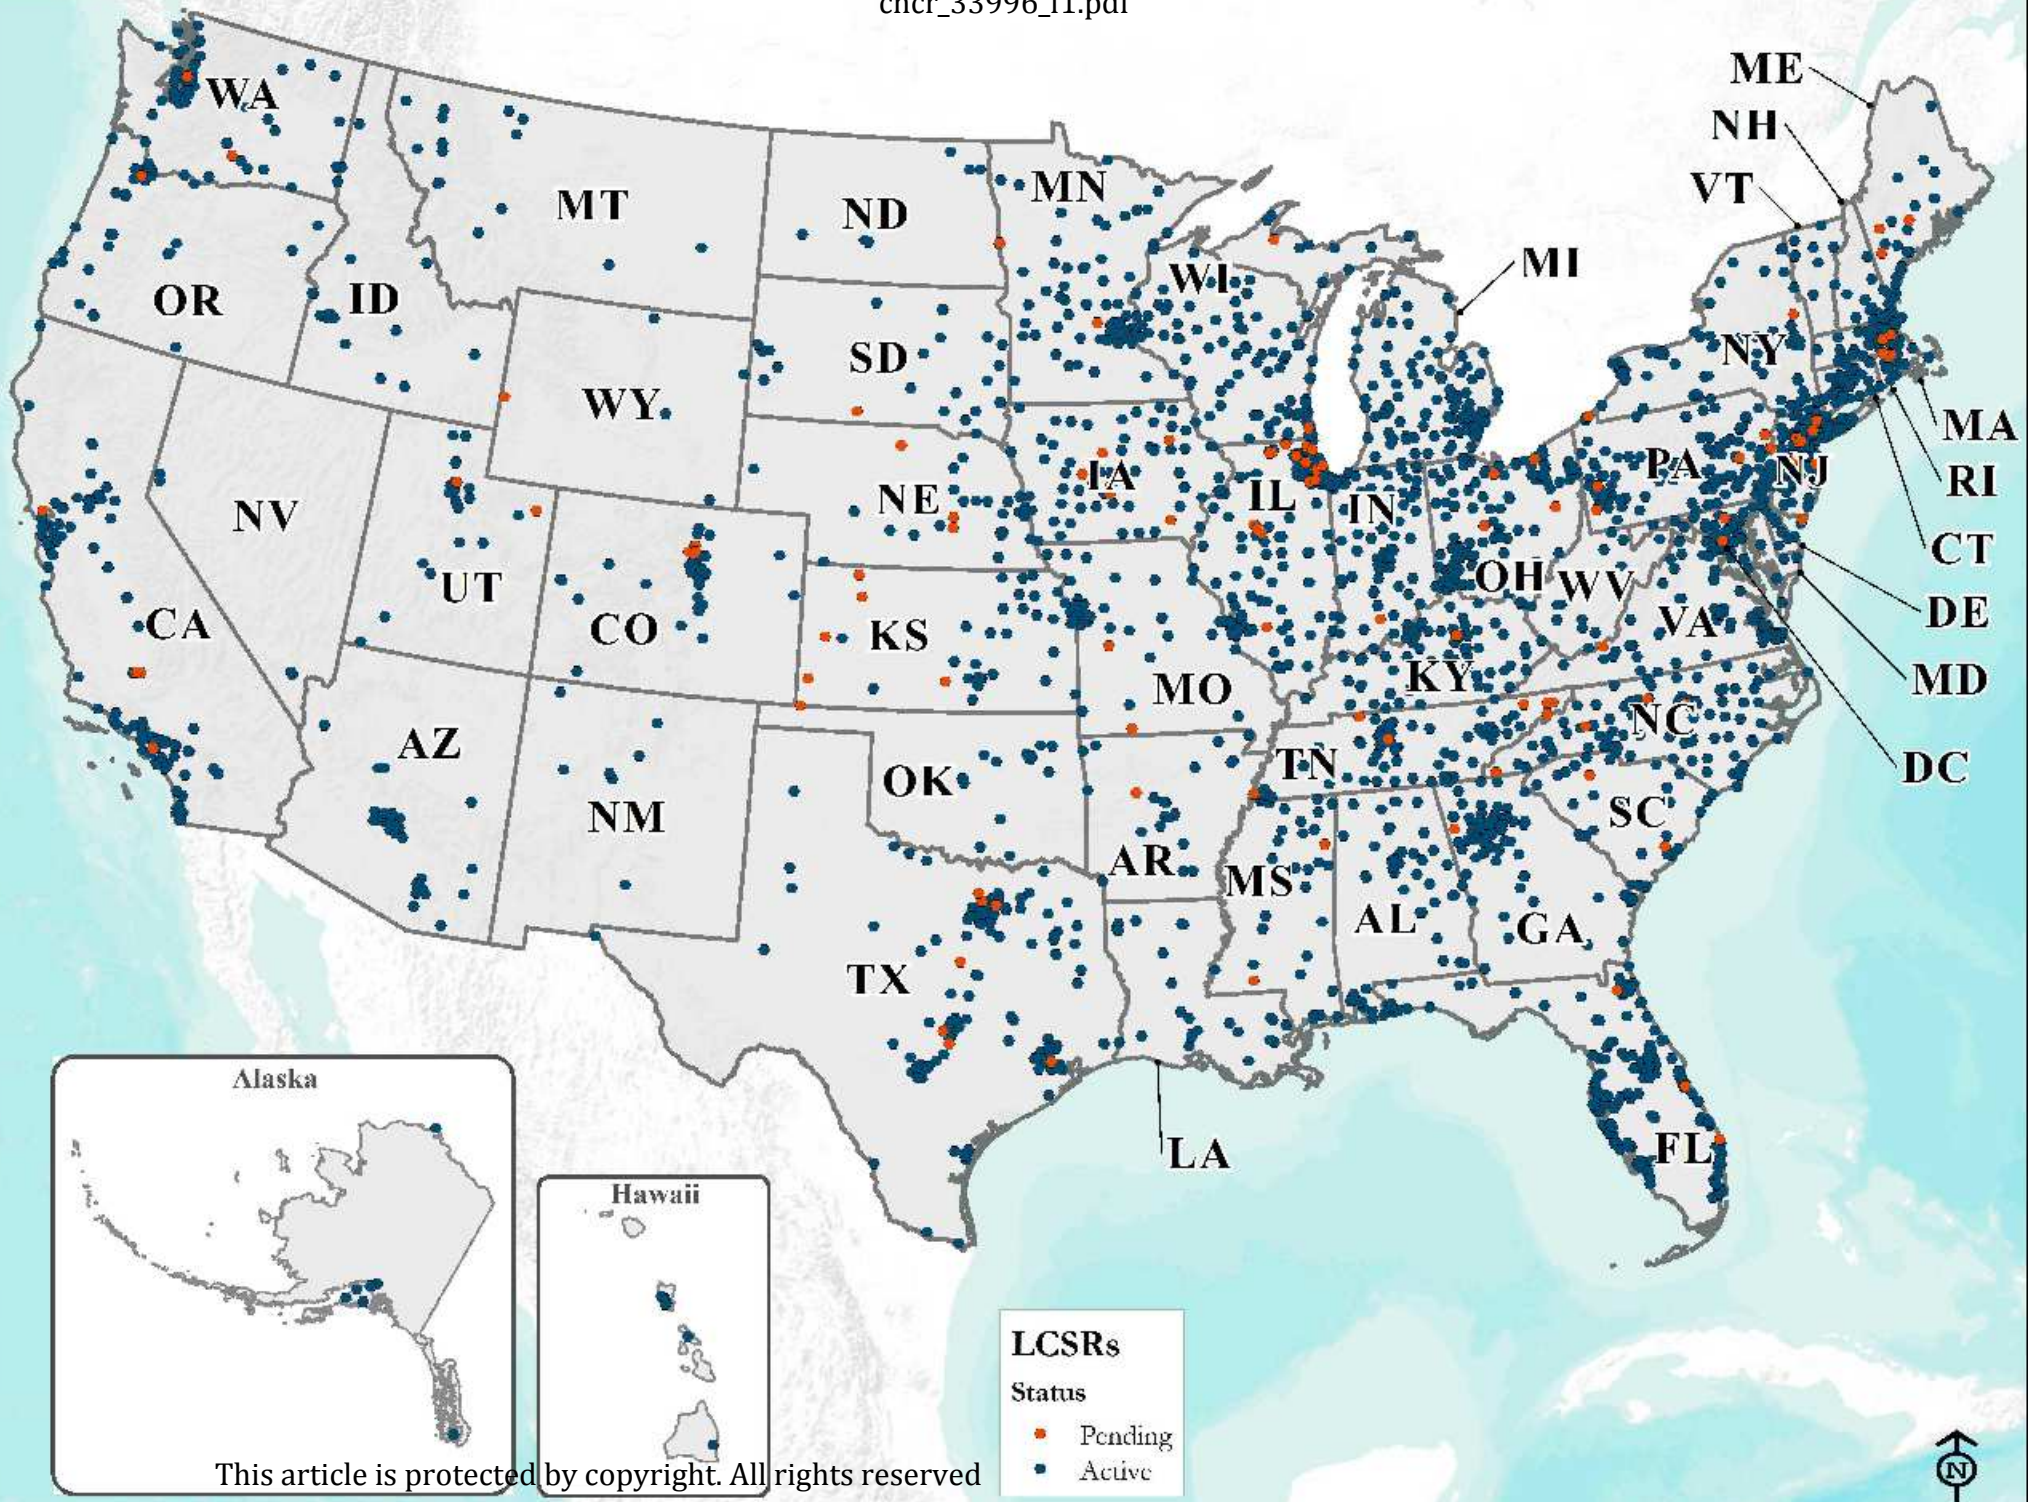 cncr_33996_f1.pdf
ME
NH
VT
WA
MT
ND
MN
OR
ID
WI
MI
SD
NY
WY
MA
NV
NE
IA
IL
IN
PA
NJ
RI
UT
CO
CA
KS
MO
OH
WV
VA
KY
CT
DE
MD
AZ
NM
OK
TN
NC
DC
AR
SC
MS
AL
GA
TX
LA
FL
Alaska
Hawaii
LCSRs
Status
Pending
Active
N
This article is protected by copyright. All rights reserved